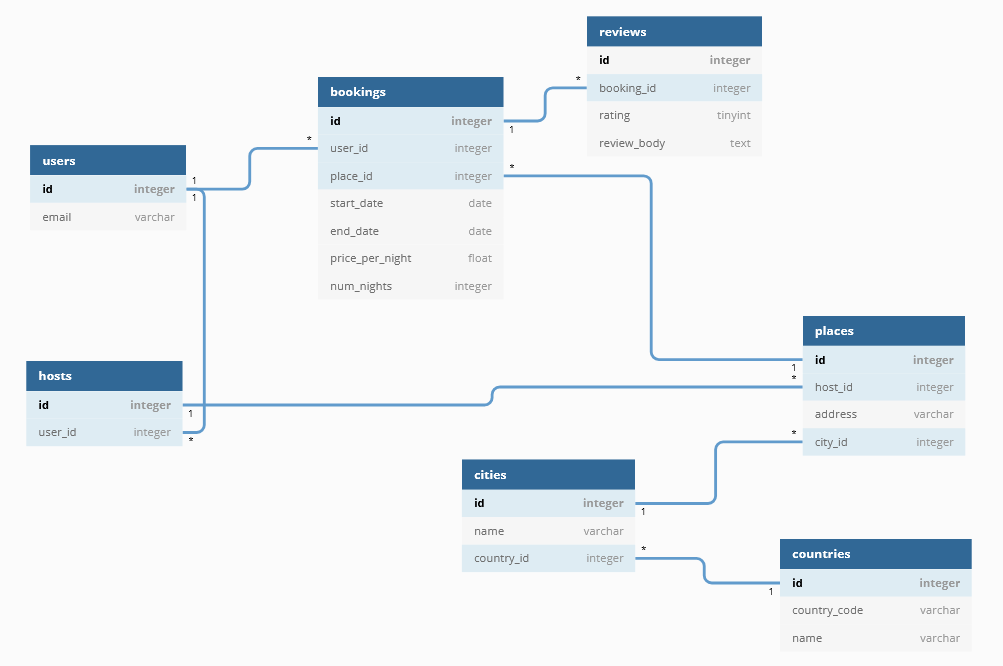 reviews
id integer
booking_id integer
rating tinyint
review_body text
*
bookings
id integer
1
user_id integer
*
place_id integer
*
start_date date
end_date date
price_per_night float
num_nights integer
users
id integer
1
1
email varchar
places
id integer
1
host_id integer
*
address varchar
city_id integer
*
hosts
id integer
1
user_id integer
*
cities
id integer
1
name varchar
country_id integer
*
countries
id integer
1
country_code varchar
name varchar